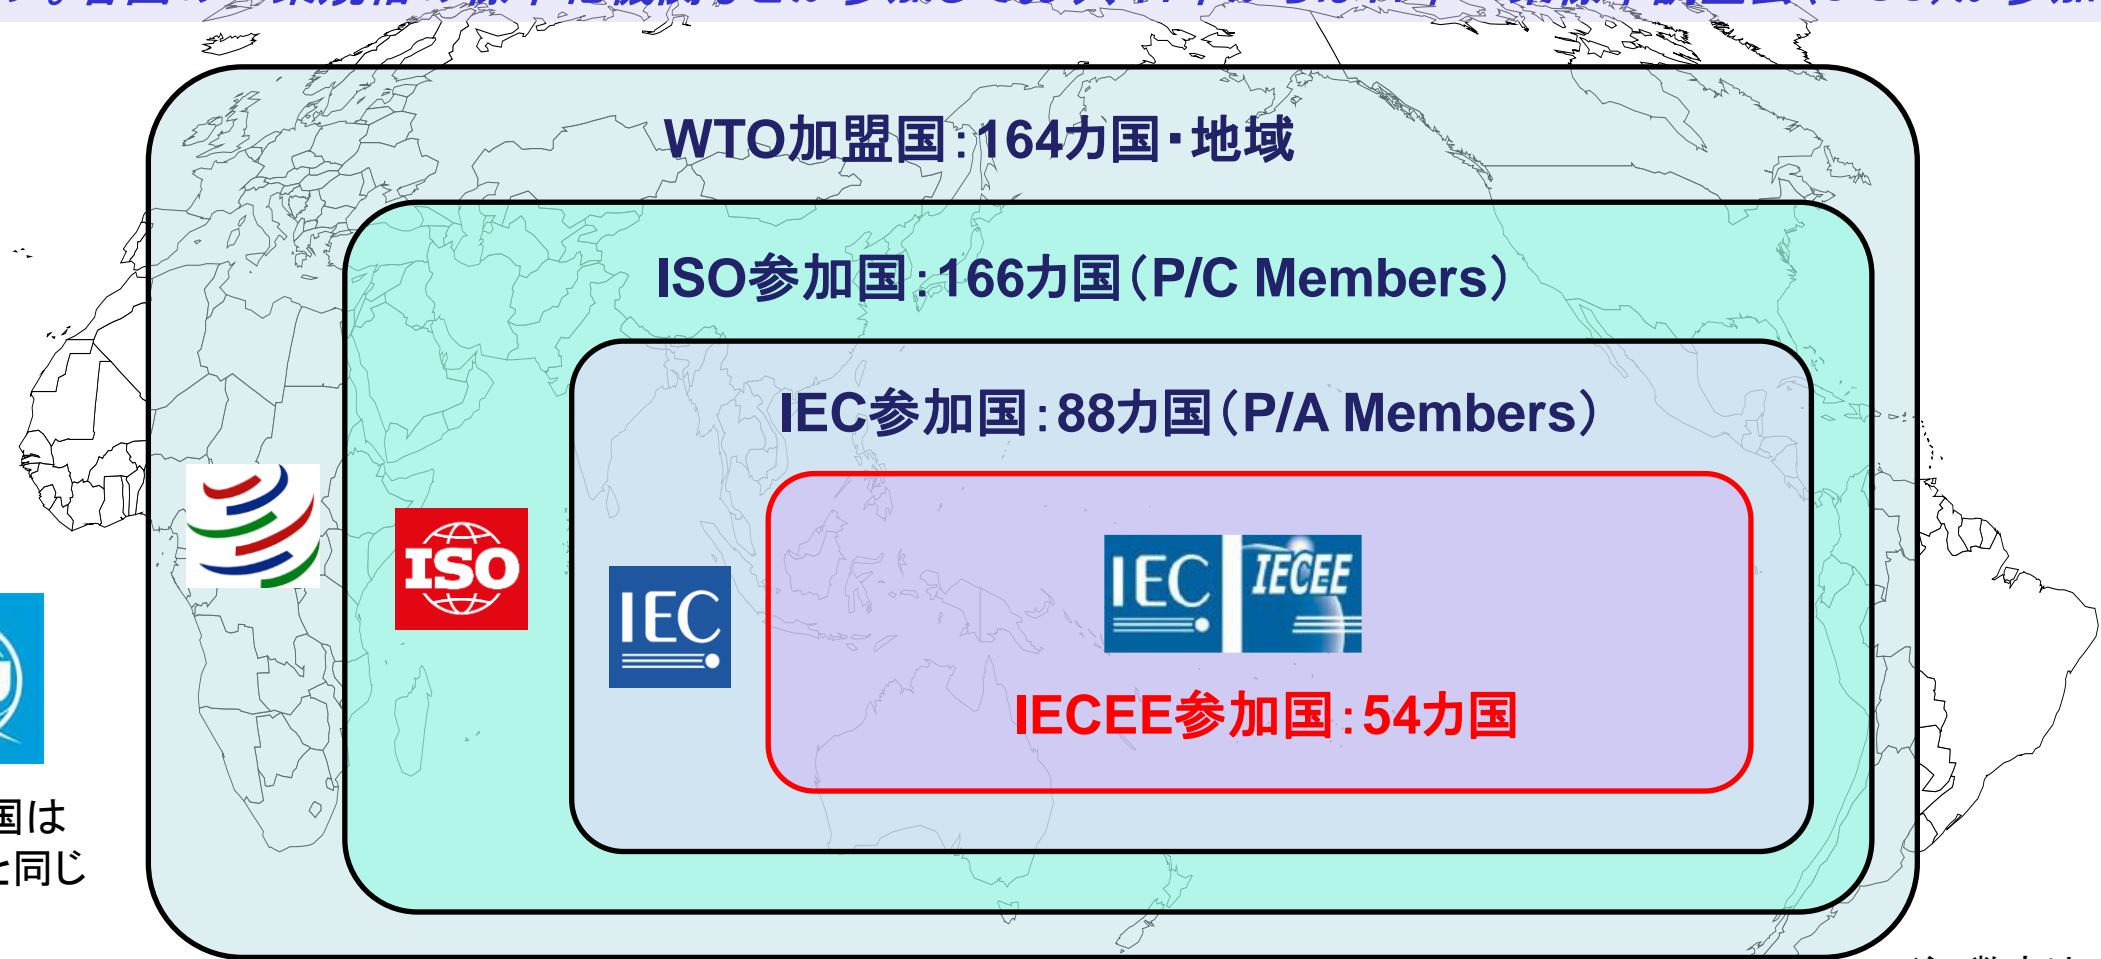 WTO加盟国：164カ国・地域
ISO参加国：166カ国（P/C Members）
IEC参加国：88カ国（P/A Members）
ISO
IEC
IEC IECEE
IECEE参加国：54カ国
国は
と同じ